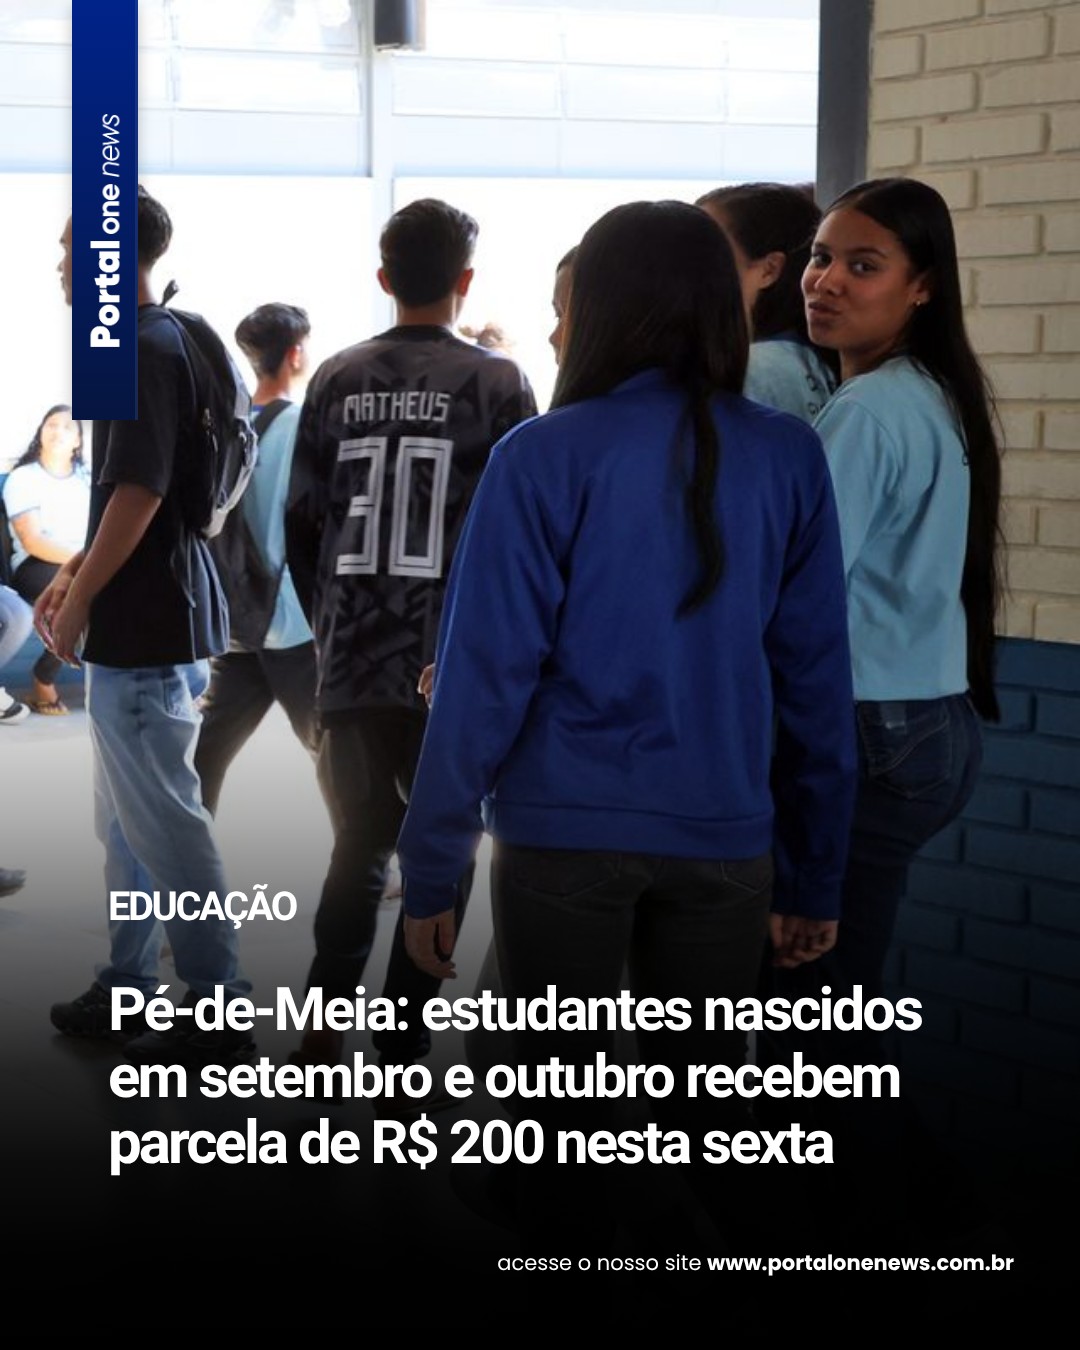 Portal one news
MATHEUS
30
EDUCAÇÃO
Pé-de-Meia: estudantes nascidos
em setembro e outubro recebem
parcela de R$ 200 nesta sexta
acesse o nosso site www.portalonenews.com.br